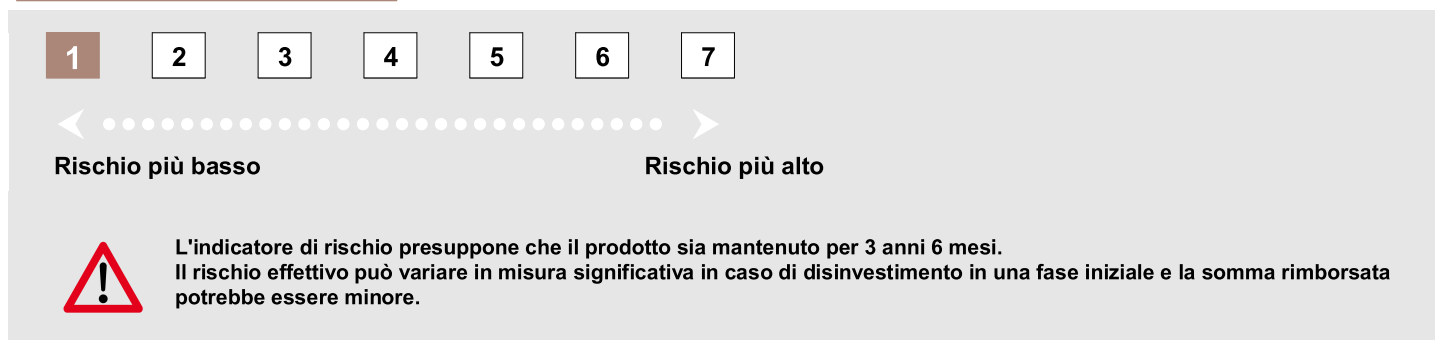 1 2 3 4 5 6 7
Rischio più basso Rischio più alto
L'indicatore di rischio presuppone che il prodotto sia mantenuto per 3 anni 6 mesi.
Il rischio effettivo può variare in misura significativa in caso di disinvestimento in una fase iniziale e la somma rimborsata
potrebbe essere minore.